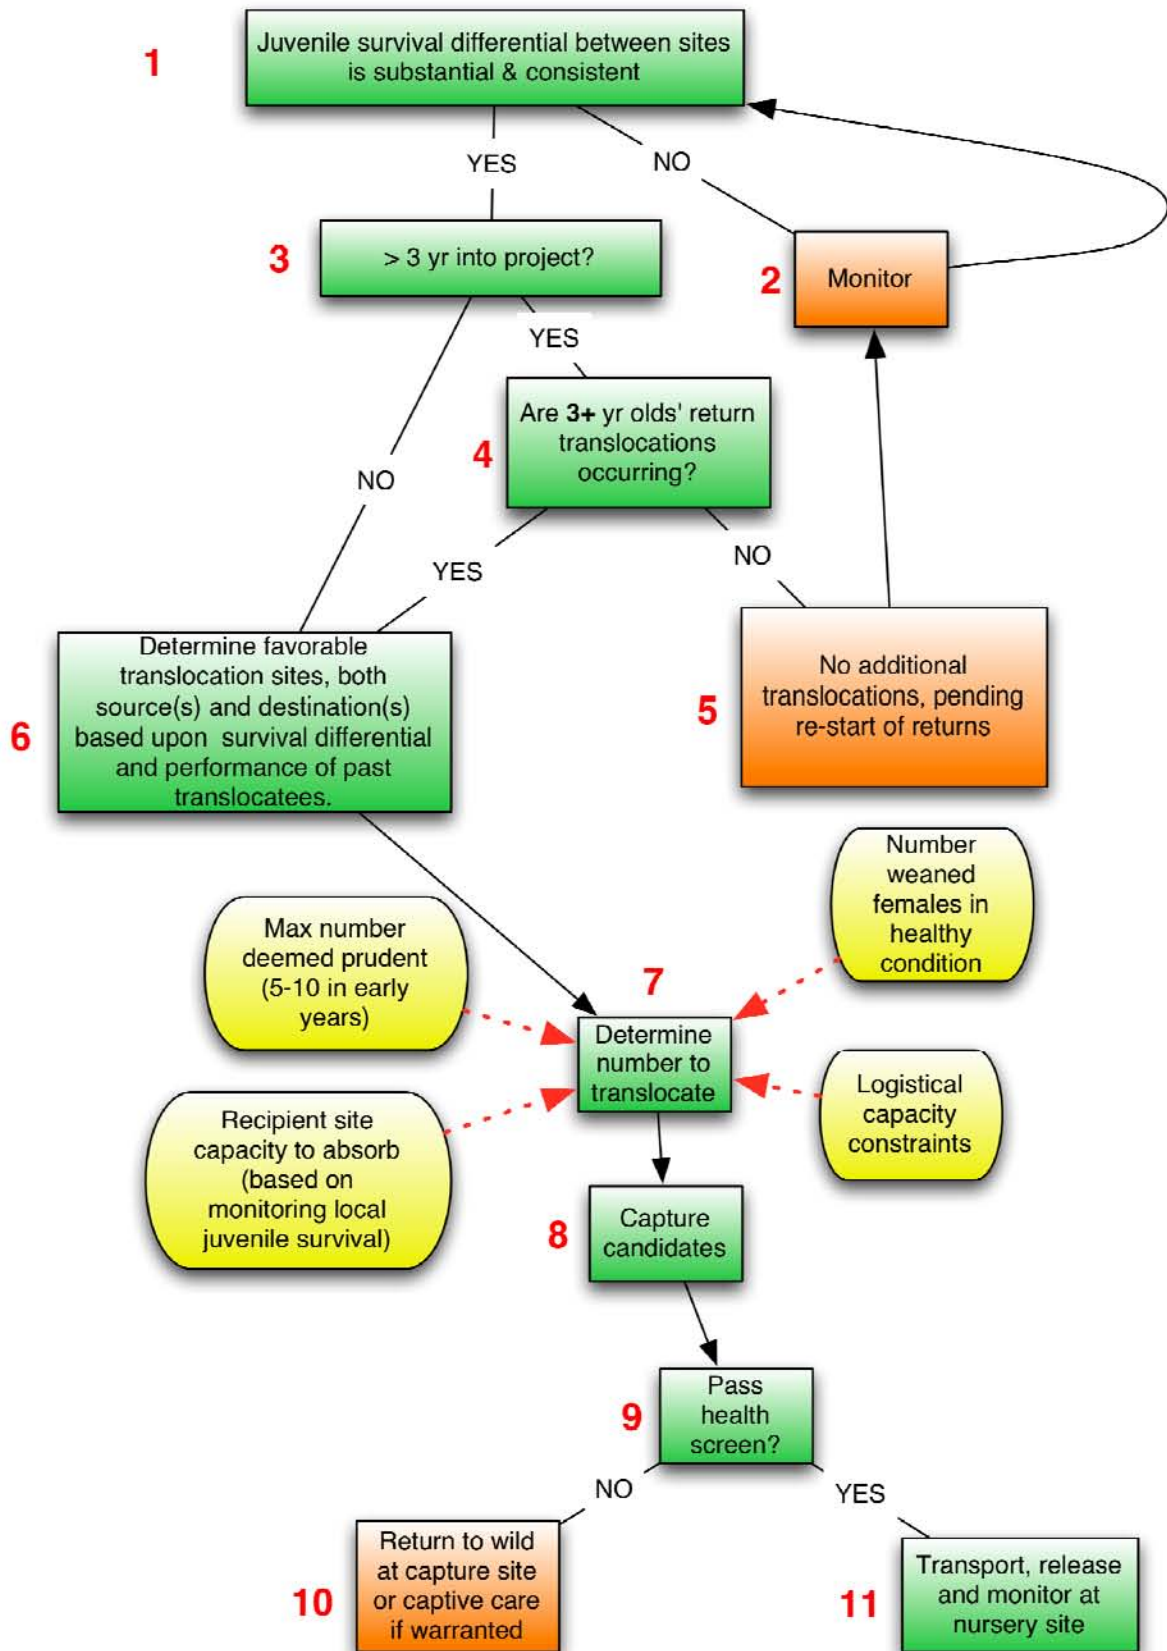 1
Juvenile survival differential between sites
is substantial & consistent
YES
NO
3
> 3 yr into project?
2
Monitor
YES
4
Are 3+ yr olds' return
translocations
occurring?
NO
YES
NO
6
Determine favorable
translocation sites, both
source(s) and destination(s)
based upon survival differential
and performance of past
translocatees.
5
No additional
translocations, pending
re-start of returns
Number
weaned
females in
healthy
condition
Max number
deemed prudent
(5-10 in early
years)
7
Determine
number to
translocate
Logistical
capacity
constraints
Recipient site
capacity to absorb
(based on
monitoring local
juvenile survival)
8
Capture
candidates
9
Pass
health
screen?
NO
YES
10
Return to wild
at capture site
or captive care
if warranted
11
Transport, release
and monitor at
nursery site